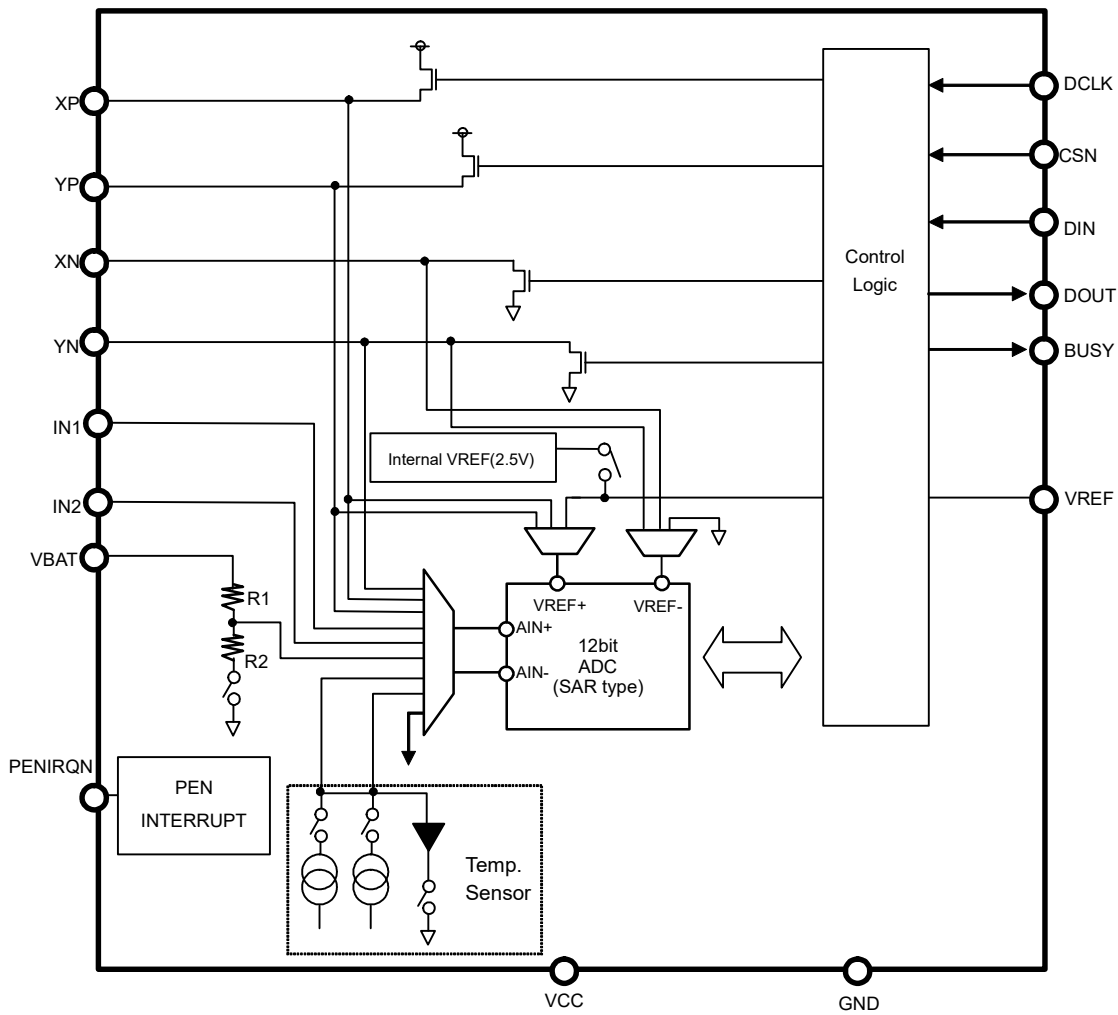 XP
DCLK
YP
CSN
XN
DIN
Control
Logic
DOUT
YN
BUSY
IN1
Internal VREF(2.5V)
IN2
VREF
VBAT
R1
VREF+
VREF-
AIN+
12bit
ADC
(SAR type)
R2
AIN-
PENIRQN
PEN
INTERRUPT
Temp.
Sensor
VCC
GND